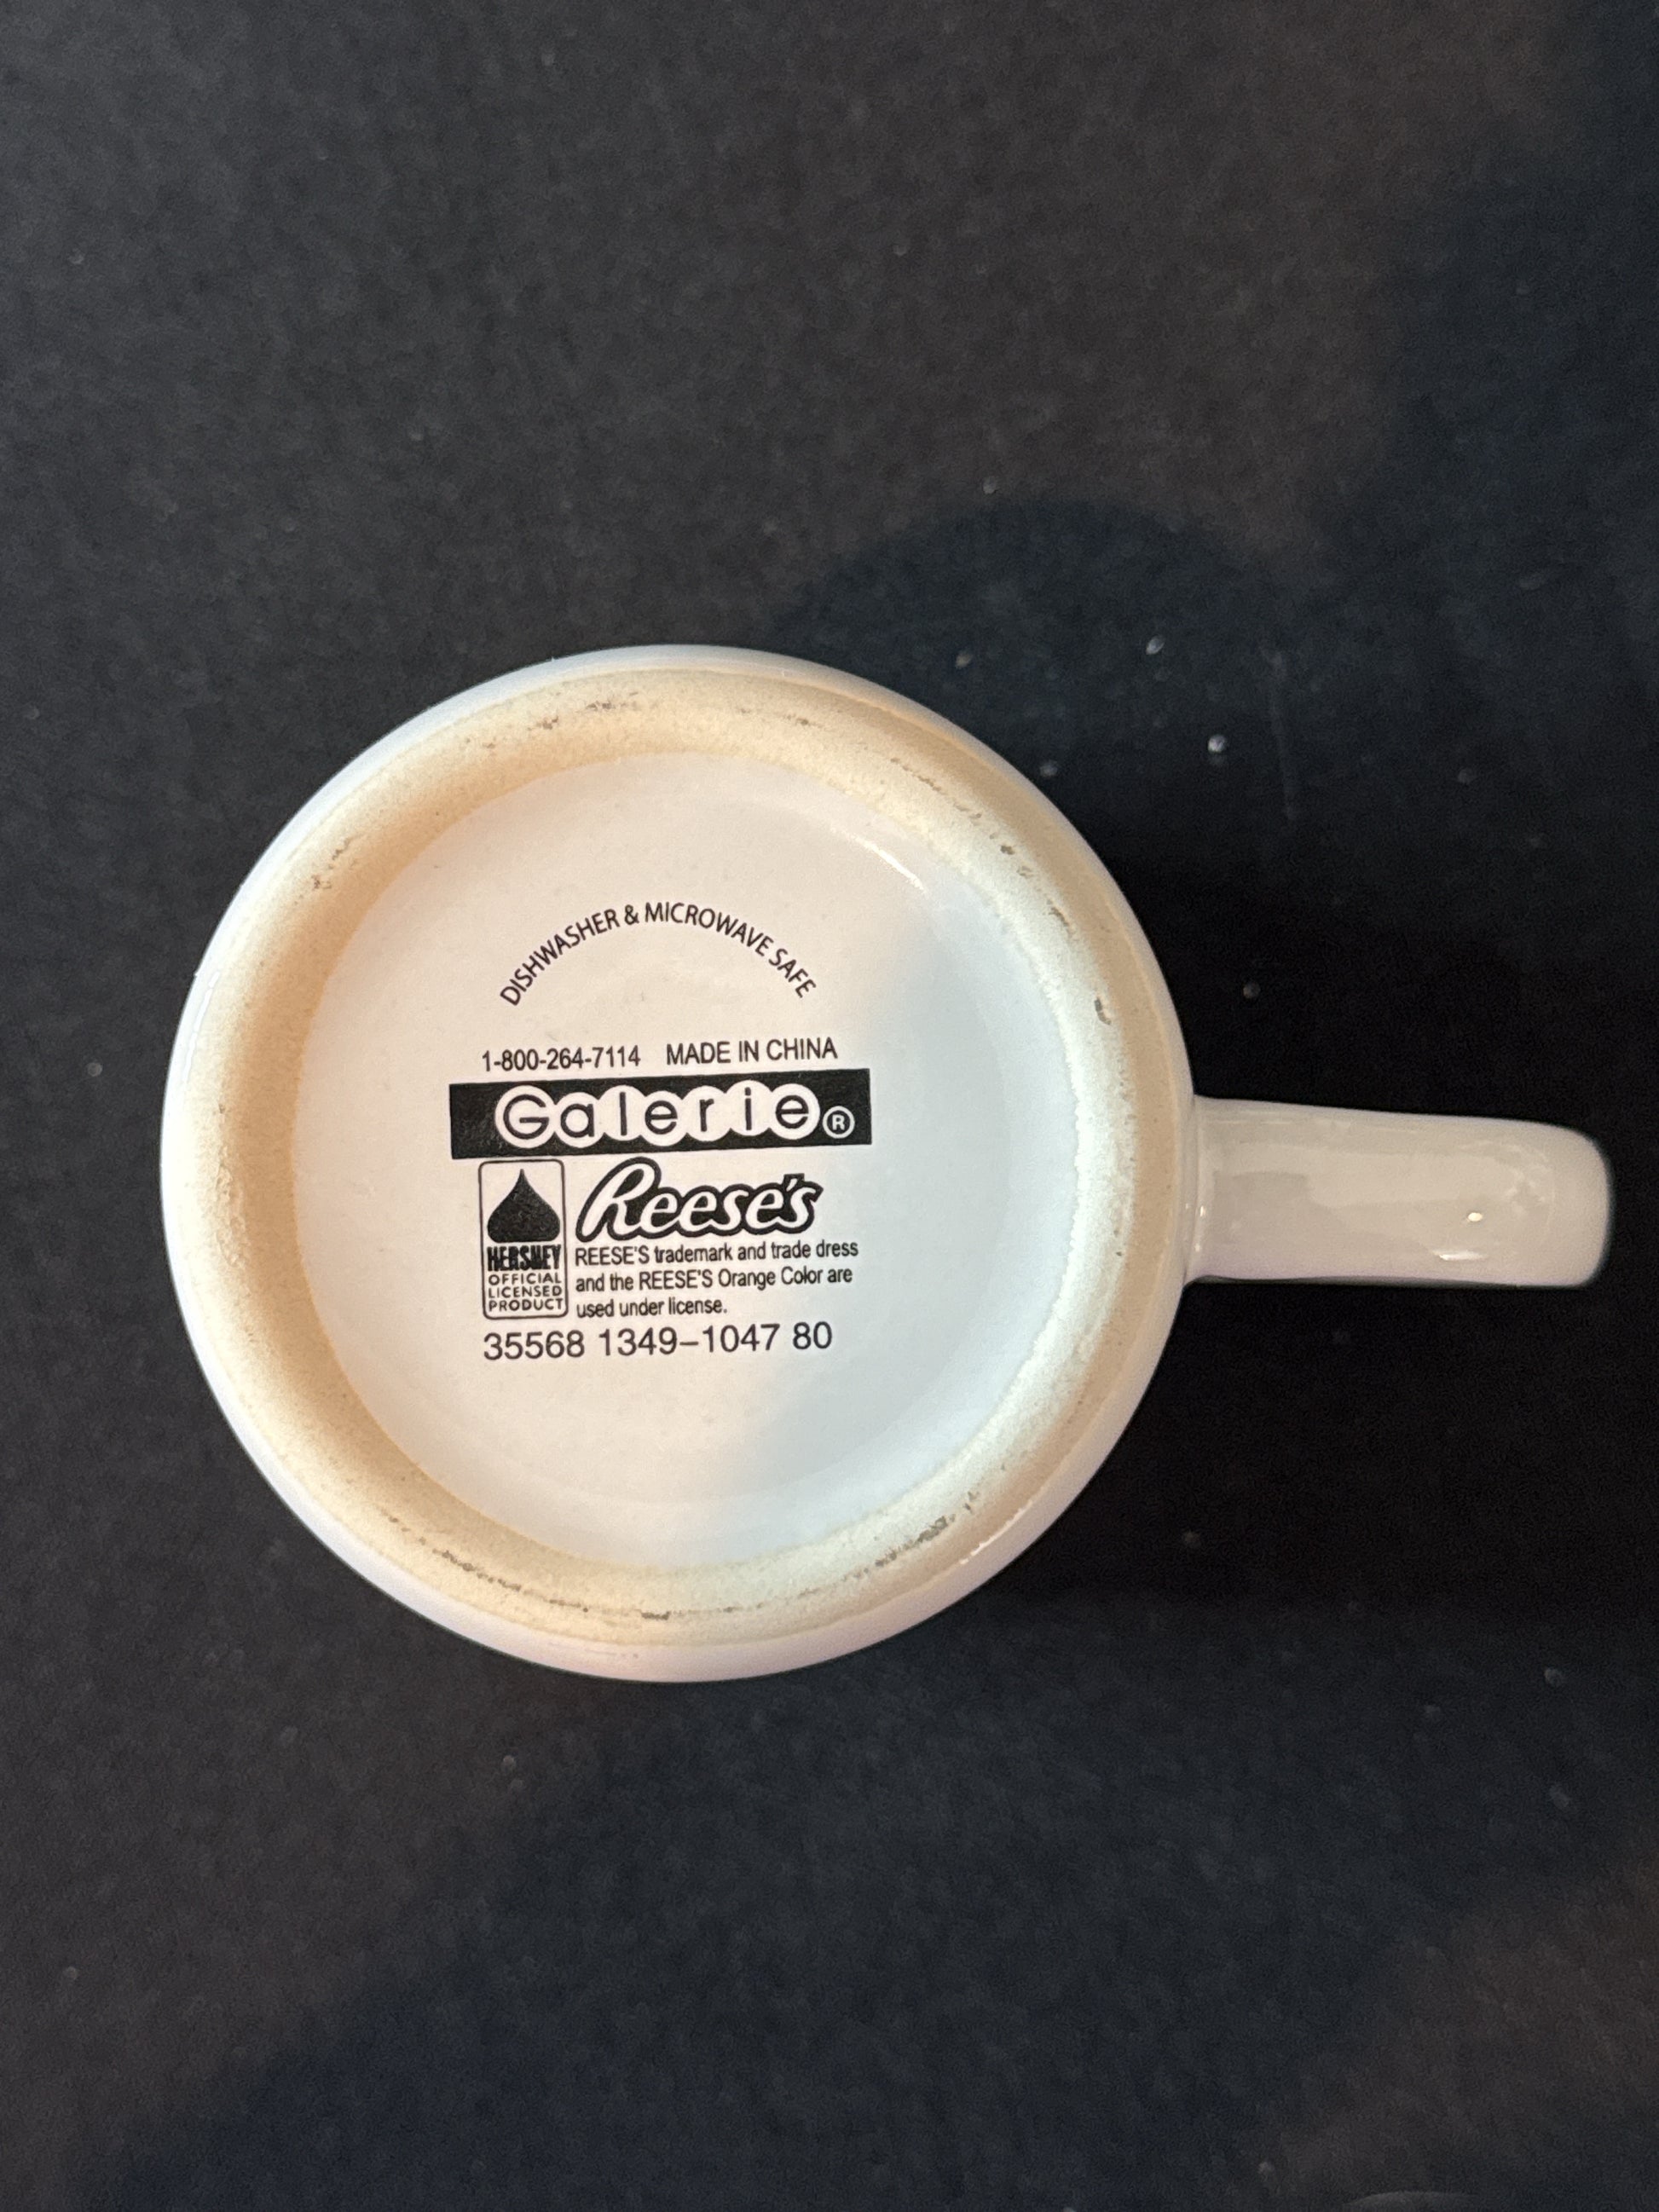 DISHWASHER & MICROWAVE SAFE
1-800-264-7114 MADE IN CHINA
Galerie®
Reese's
HERSHEY
OFFICIAL
LICENSED
PRODUCT
REESE'S trademark and trade dress
and the REESE'S Orange Color are
used under license.
35568 1349–1047 80